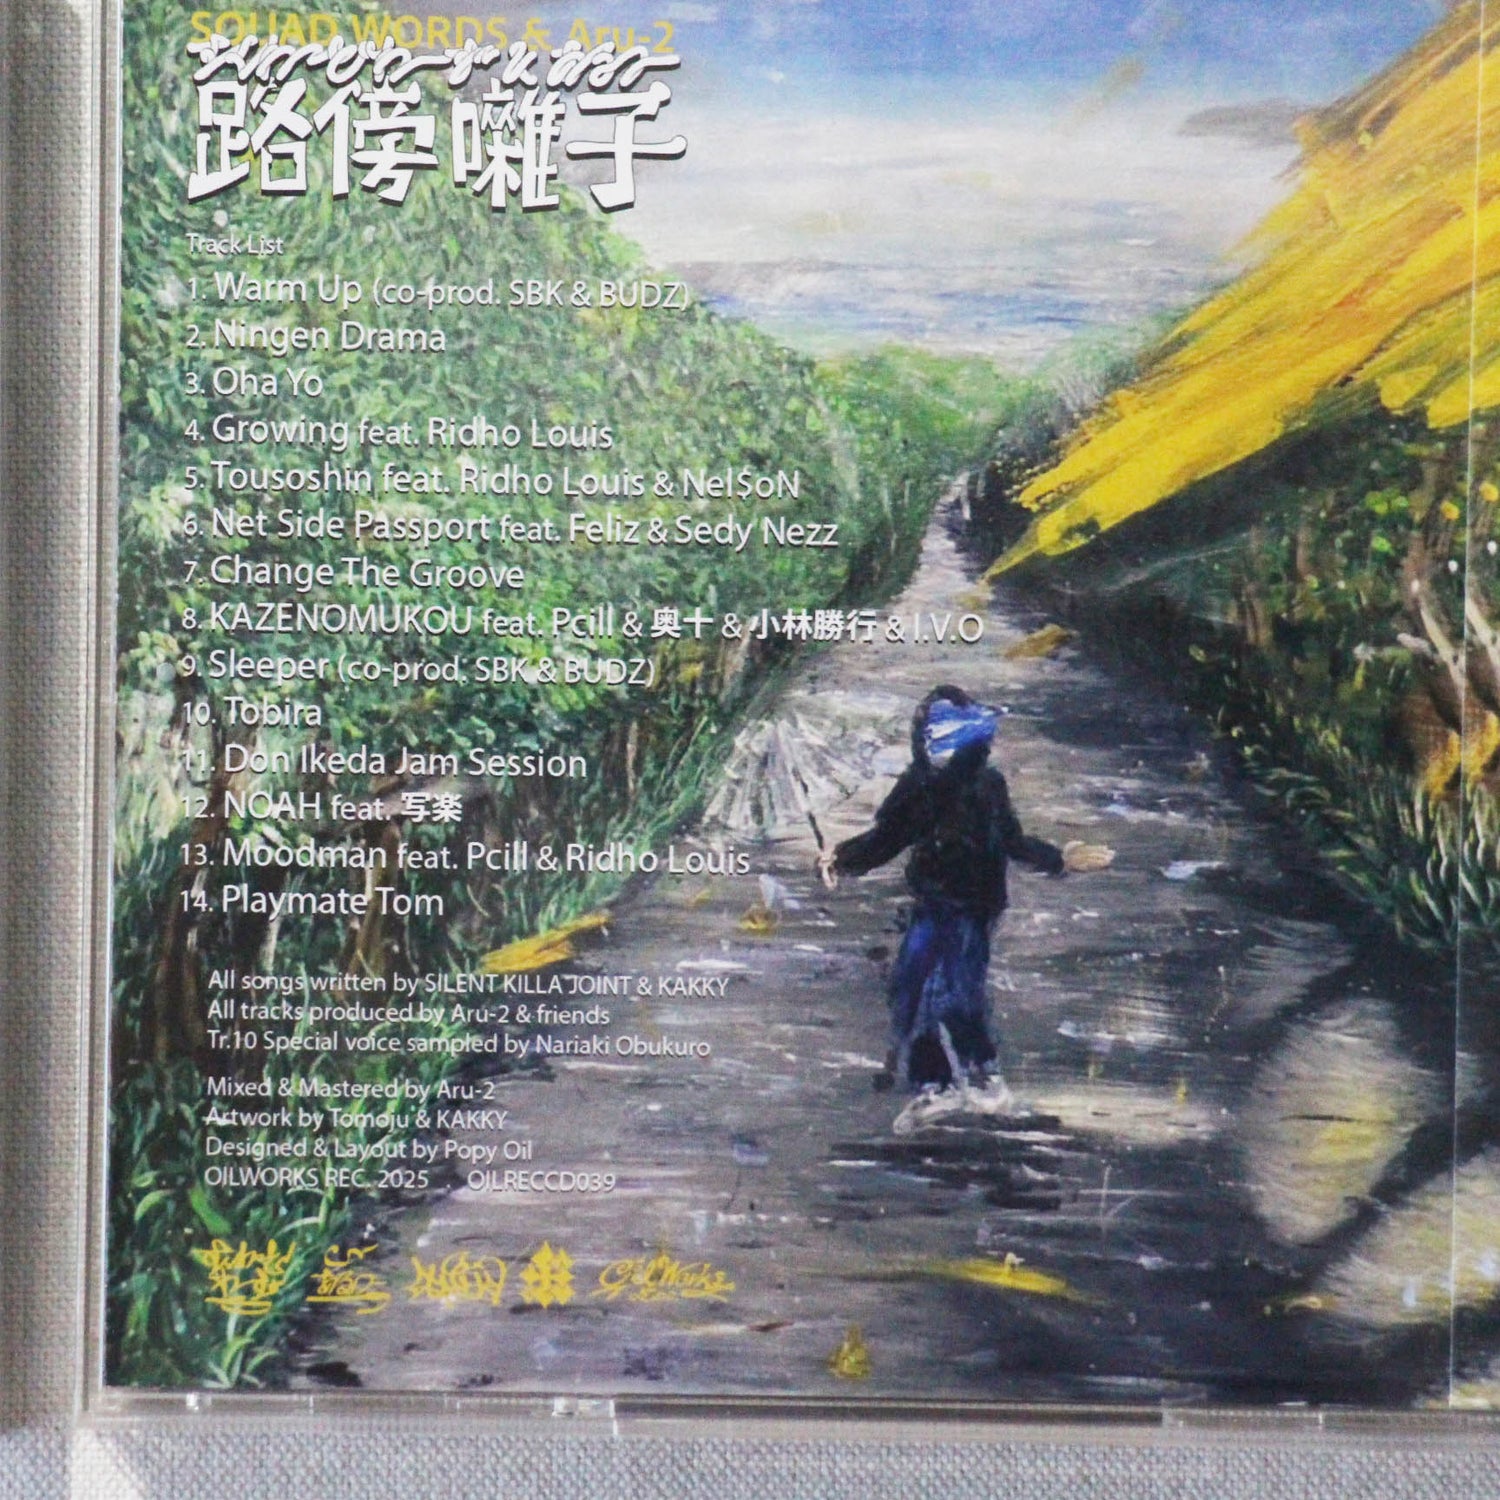 SQUAD WORDS & Aru-2
路傍囃子
Track List
1. Warm Up (co-prod. SBK & BUDZ)
2. Ningen Drama
3. Oha Yo
4. Growing feat. Ridho Louis
5. Tousoshin feat. Ridho Louis & Nel$oN
6. Net Side Passport feat. Feliz & Sedy Nezz
7. Change The Groove
8. KAZENOMUKOU feat. Pcill & 奥十 & 小林勝行 & I.V.O
9. Sleeper (co-prod. SBK & BUDZ)
10. Tobira
11. Don Ikeda Jam Session
12. NOAH feat. 写楽
13. Moodman feat. Pcill & Ridho Louis
14. Playmate Tom
All songs written by SILENT KILLA JOINT & KAKKY
All tracks produced by Aru-2 & friends
Tr.10 Special voice sampled by Nariaki Obukuro
Mixed & Mastered by Aru-2
Artwork by Tomoju & KAKKY
Designed & Layout by Popy Oil
OILWORKS REC. 2025 . OILRECCD039
Oil Works